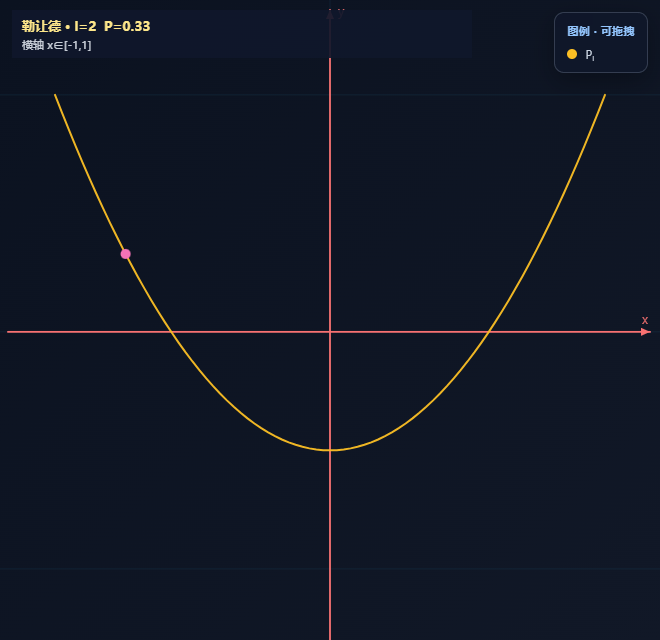 勒让德 • l=2 P=0.33
横轴 x∈[-1,1]
图例 · 可拖拽
Pₗ
x